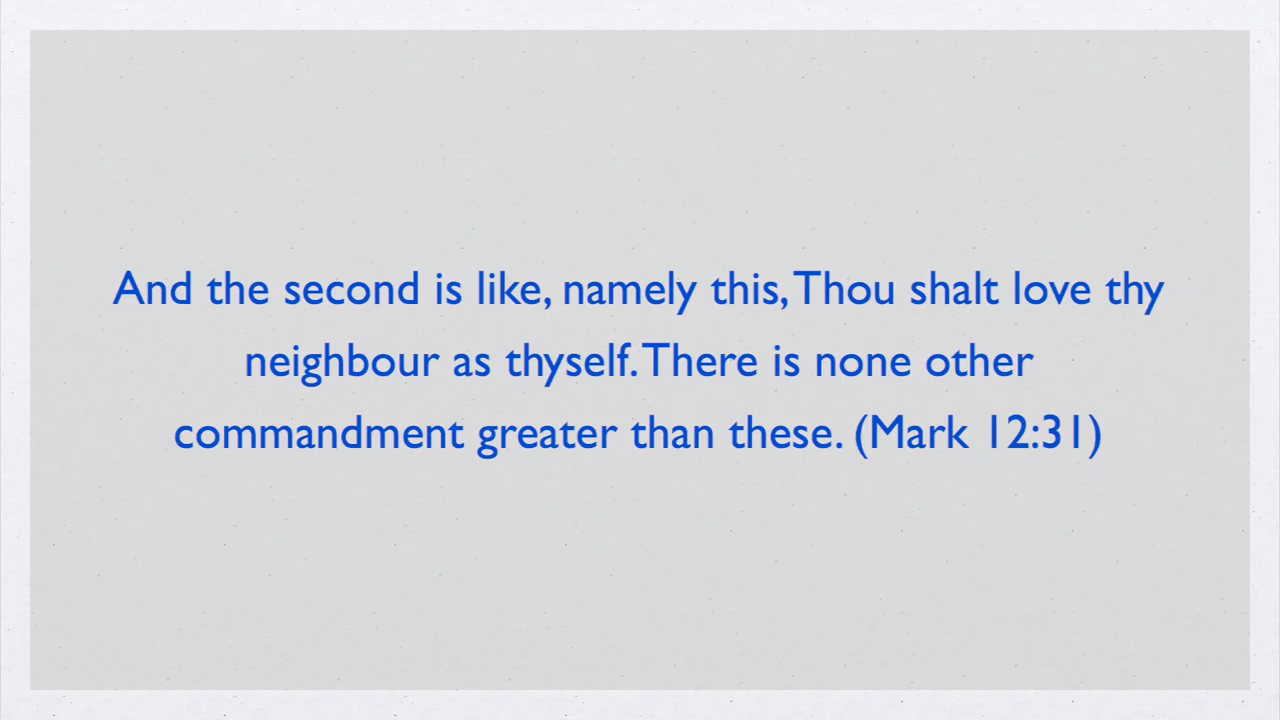 And the second is like, namely this, Thou shalt love thy
neighbour as thyself. There is none other
commandment greater than these. (Mark 12:31)